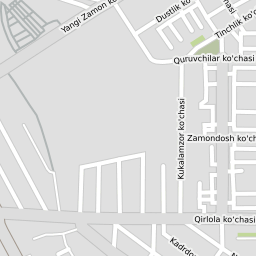 Dustlik ko
Tinchlik ko'chasi
Yangi Zamon ko
Quruvchilar ko'chasi
Kukalamzor ko'chasi
Zamondosh ko'c
Qirlola ko'chasi
Kadrdo